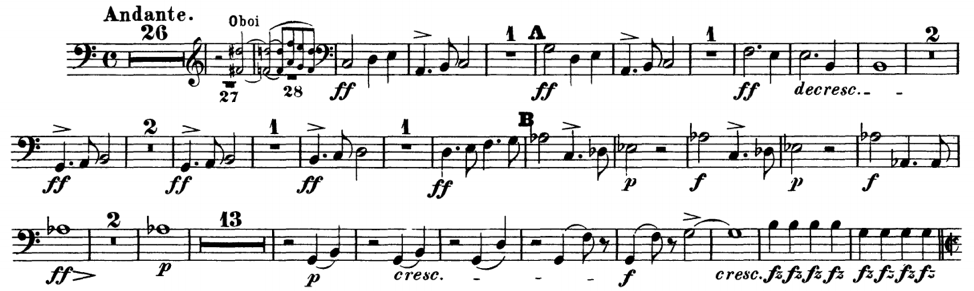 Andante.
26 Oboi 1 A 1 2
27 28 ff ff ff decresc.
2 1 1 B
ff ff ff ff p f p f
2 13
ff p p cresc. f cresc. fz fz fz fz fz fz fz fz